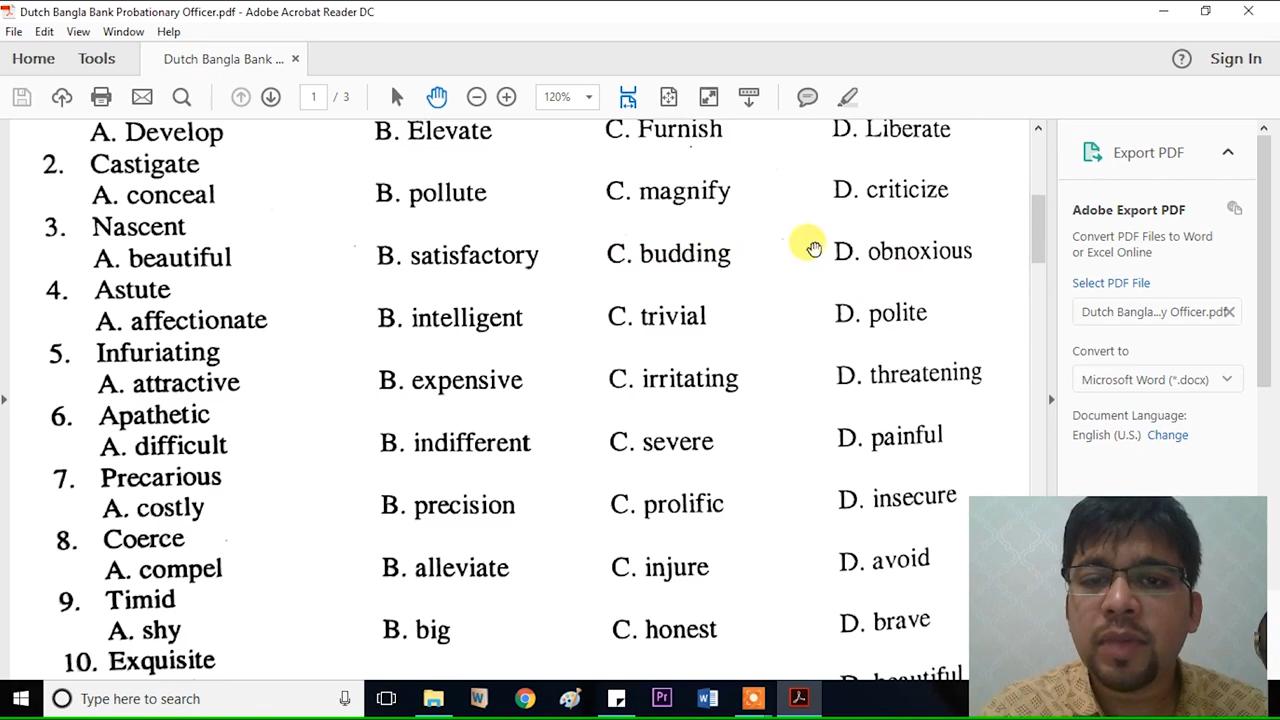 Dutch Bangla Bank Probationary Officer.pdf - Adobe Acrobat Reader DC
File Edit View Window Help
Home Tools Dutch Bangla Bank ... × Sign In
1 / 3 120%
A. Develop B. Elevate C. Furnish D. Liberate
2. Castigate
A. conceal B. pollute C. magnify D. criticize
3. Nascent
A. beautiful B. satisfactory C. budding D. obnoxious
4. Astute
A. affectionate B. intelligent C. trivial D. polite
5. Infuriating
A. attractive B. expensive C. irritating D. threatening
6. Apathetic
A. difficult B. indifferent C. severe D. painful
7. Precarious
A. costly B. precision C. prolific D. insecure
8. Coerce
A. compel B. alleviate C. injure D. avoid
9. Timid
A. shy B. big C. honest D. brave
10. Exquisite
D. beautiful
Export PDF
Adobe Export PDF
Convert PDF Files to Word
or Excel Online
Select PDF File
Dutch Bangla...y Officer.pdf
Convert to
Microsoft Word (*.docx)
Document Language:
English (U.S.) Change
Type here to search